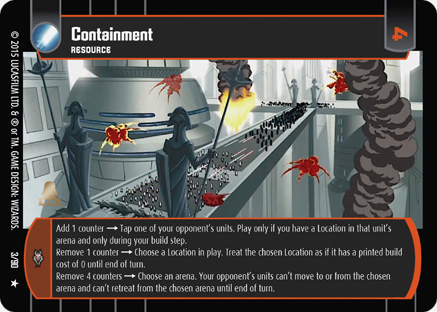 Containment
RESOURCE
4
Add 1 counter → Tap one of your opponent's units. Play only if you have a Location in that unit's
arena and only during your build step.
Remove 1 counter → Choose a Location in play. Treat the chosen Location as if it has a printed build
cost of 0 until end of turn.
Remove 4 counters → Choose an arena. Your opponent's units can't move to or from the chosen
arena and can't retreat from the chosen arena until end of turn.
© 2015 LUCASFILM LTD. & ® or TM. GAME DESIGN: WIZARDS.
3/90